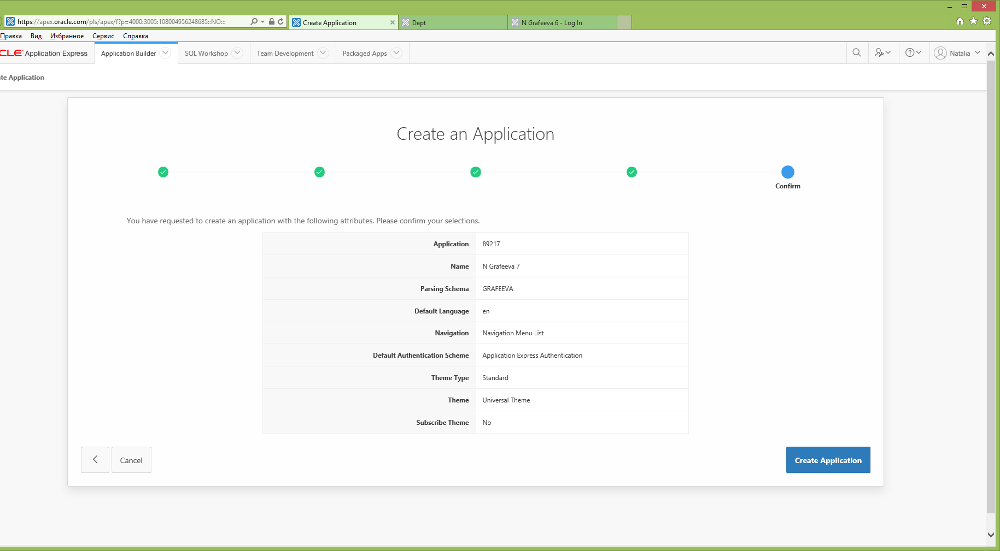 https://apex.oracle.com/pls/apex/f?p=4000:3005:108004956248685::NO:::
Create Application
Dept
N Grafeeva 6 - Log In
Правка Вид Избранное Сервис Справка
CLE Application Express
Application Builder
SQL Workshop
Team Development
Packaged Apps
Natalia
te Application
Create an Application
Confirm
You have requested to create an application with the following attributes. Please confirm your selections.
Application 89217
Name N Grafeeva 7
Parsing Schema GRAFEEVA
Default Language en
Navigation Navigation Menu List
Default Authentication Scheme Application Express Authentication
Theme Type Standard
Theme Universal Theme
Subscribe Theme No
Cancel
Create Application